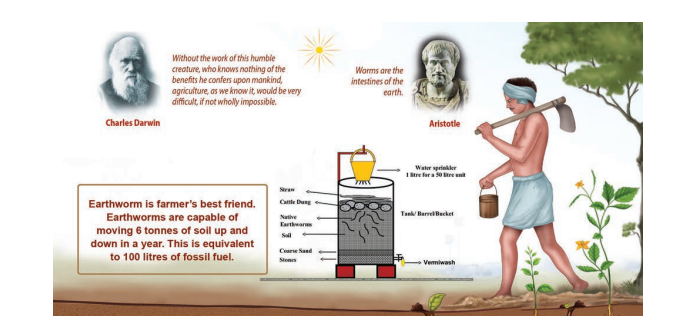 Without the work of this humble
creature, who knows nothing of the
benefits he confers upon mankind,
agriculture, as we know it, would be very
difficult, if not wholly impossible.
Charles Darwin
Worms are the
intestines of the
earth.
Aristotle
Earthworm is farmer's best friend.
Earthworms are capable of
moving 6 tonnes of soil up and
down in a year. This is equivalent
to 100 litres of fossil fuel.
Water sprinkler
1 litre for a 50 litre unit
Straw
Cattle Dung
Native
Earthworms
Soil
Coarse Sand
Stones
Tank/ Barrel/Bucket
Vermiwash